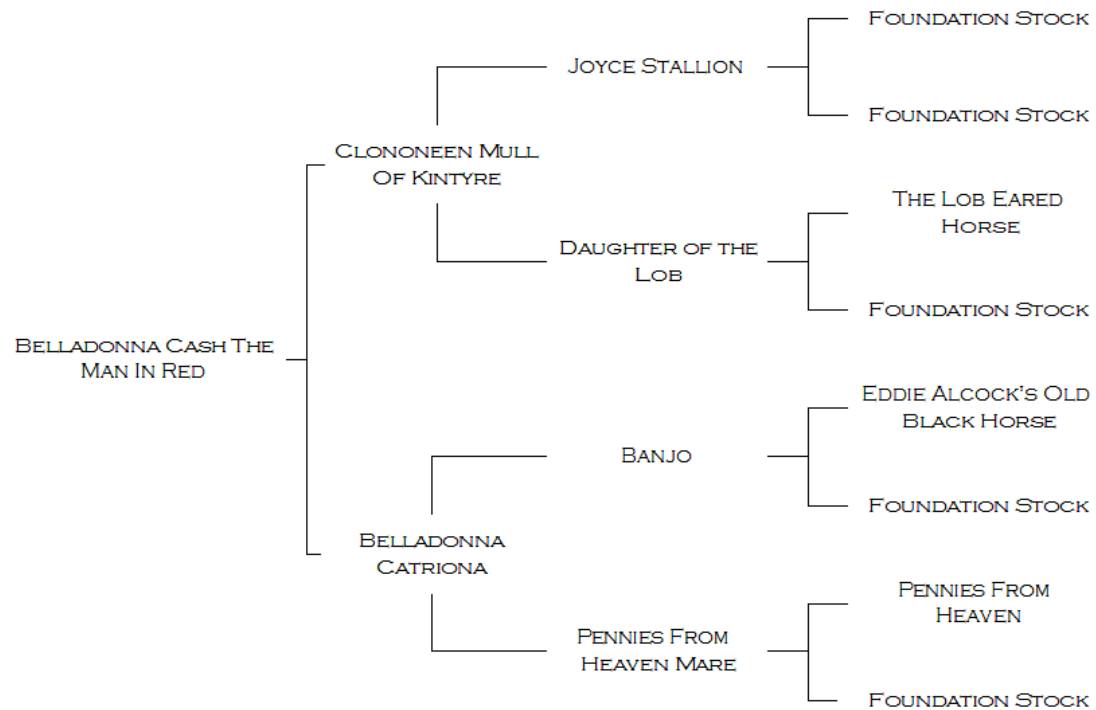 Foundation Stock
Joyce Stallion
Foundation Stock
Clononeen Mull
Of Kintyre
The Lob Eared
Horse
Daughter of the
Lob
Foundation Stock
Belladonna Cash The
Man In Red
Eddie Alcock's Old
Black Horse
Banjo
Foundation Stock
Belladonna
Catriona
Pennies From
Heaven
Pennies From
Heaven Mare
Foundation Stock